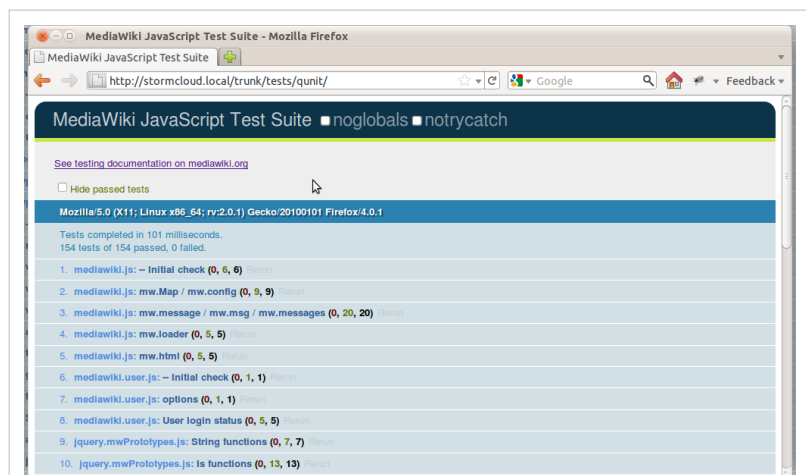 MediaWiki JavaScript Test Suite - Mozilla Firefox
MediaWiki JavaScript Test Suite
http://stormcloud.local/trunk/tests/qunit/
Google
Feedback
MediaWiki JavaScript Test Suite noglobals notrycatch
See testing documentation on mediawiki.org
Hide passed tests
Mozilla/5.0 (X11; Linux x86_64; rv:2.0.1) Gecko/20100101 Firefox/4.0.1
Tests completed in 101 milliseconds.
154 tests of 154 passed, 0 failed.
1. mediawiki.js: -- Initial check (0, 6, 6) Rerun
2. mediawiki.js: mw.Map / mw.config (0, 9, 9) Rerun
3. mediawiki.js: mw.message / mw.msg / mw.messages (0, 20, 20) Rerun
4. mediawiki.js: mw.loader (0, 5, 5) Rerun
5. mediawiki.js: mw.html (0, 5, 5) Rerun
6. mediawiki.user.js: -- Initial check (0, 1, 1) Rerun
7. mediawiki.user.js: options (0, 1, 1) Rerun
8. mediawiki.user.js: User login status (0, 5, 5) Rerun
9. jquery.mwPrototypes.js: String functions (0, 7, 7) Rerun
10. jquery.mwPrototypes.js: Is functions (0, 13, 13) Rerun